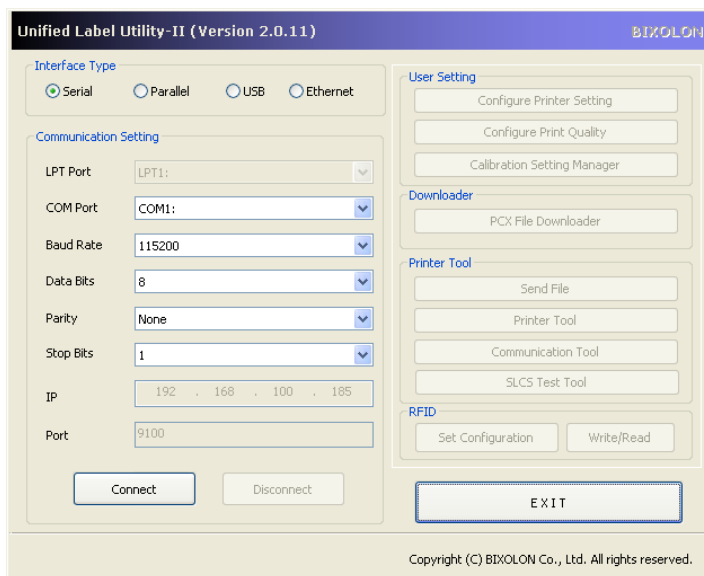 Unified Label Utility-II (Version 2.0.11)
BIXOLON
Interface Type
Serial
Parallel
USB
Ethernet
Communication Setting
LPT Port
LPT1:
COM Port
COM1:
Baud Rate
115200
Data Bits
8
Parity
None
Stop Bits
1
IP
192 . 168 . 100 . 185
Port
9100
Connect
Disconnect
User Setting
Configure Printer Setting
Configure Print Quality
Calibration Setting Manager
Downloader
PCX File Downloader
Printer Tool
Send File
Printer Tool
Communication Tool
SLCS Test Tool
RFID
Set Configuration
Write/Read
EXIT
Copyright (C) BIXOLON Co., Ltd. All rights reserved.